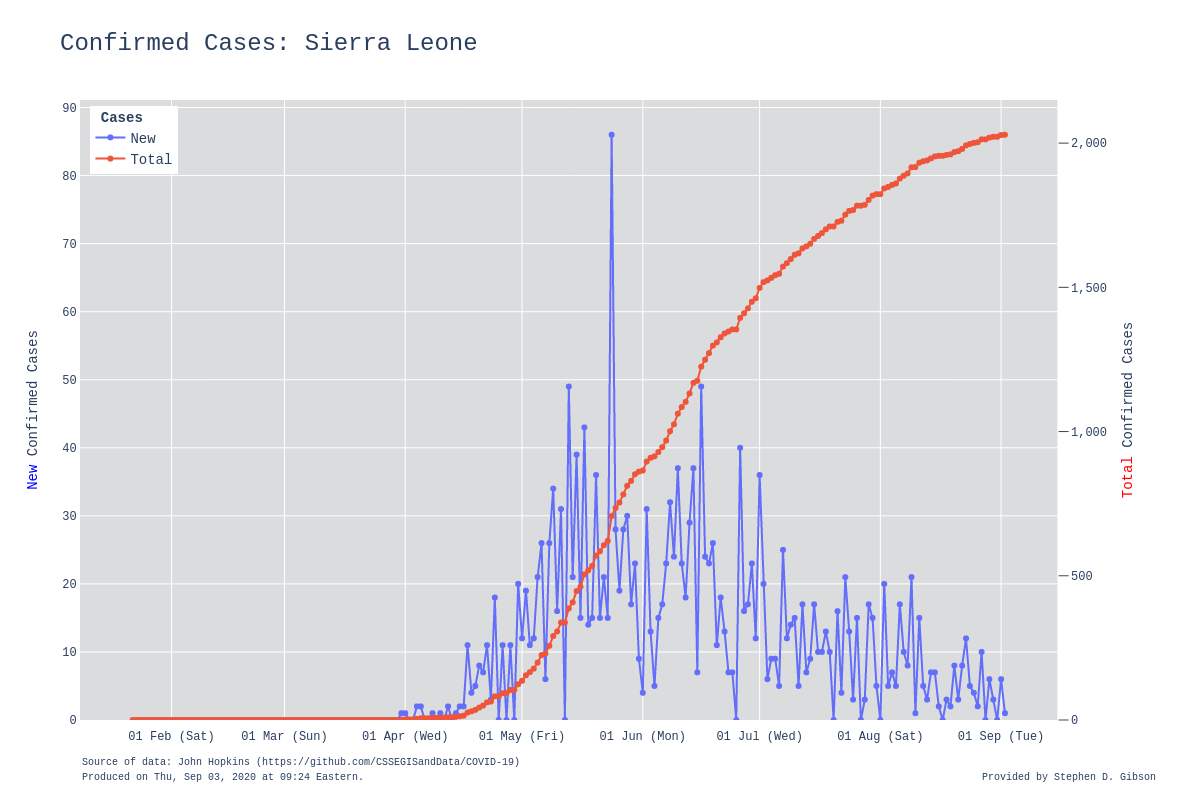 Confirmed Cases: Sierra Leone
Cases
New
Total
90
80
70
60
50
40
30
20
10
0
2,000
1,500
1,000
500
0
New Confirmed Cases
Total Confirmed Cases
01 Feb (Sat)
01 Mar (Sun)
01 Apr (Wed)
01 May (Fri)
01 Jun (Mon)
01 Jul (Wed)
01 Aug (Sat)
01 Sep (Tue)
Source of data: John Hopkins (https://github.com/CSSEGISandData/COVID-19)
Produced on Thu, Sep 03, 2020 at 09:24 Eastern.
Provided by Stephen D. Gibson